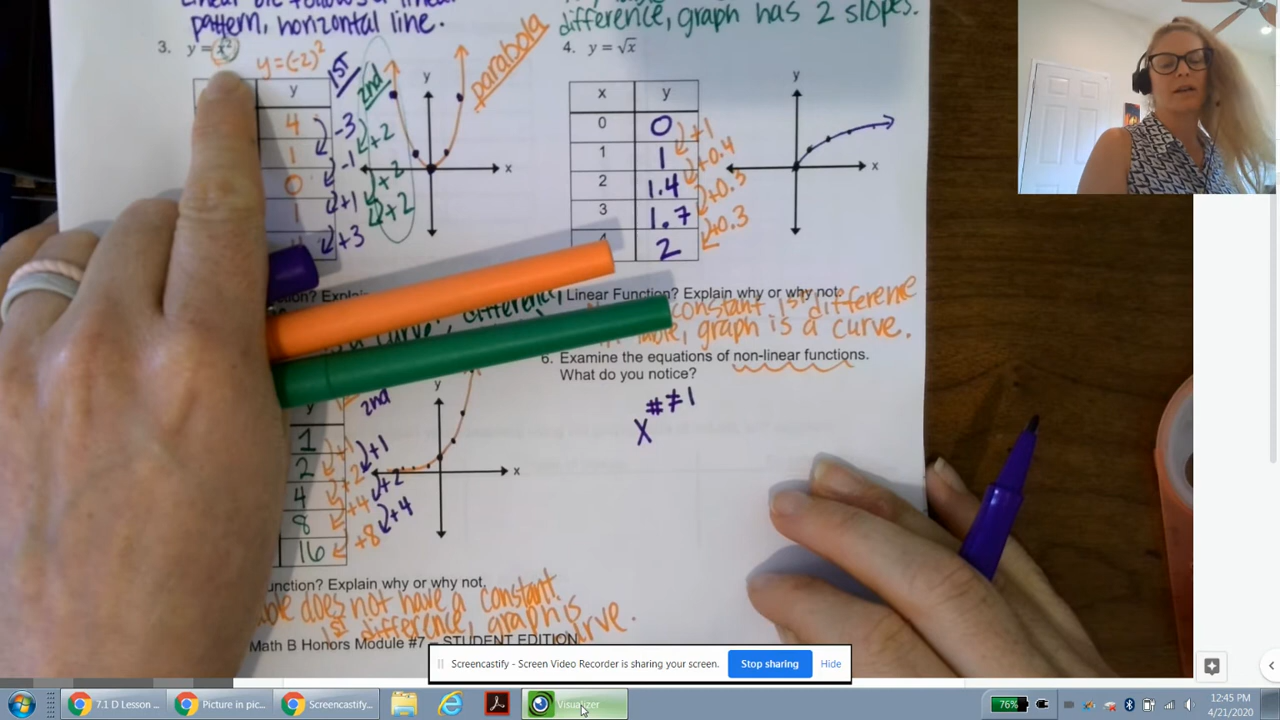 pattern, horizontal line.
difference, graph has 2 slopes.
3. y = x²
y=(-2)²
1ST
2nd
parabola
y
4
1
0
1
-3
-1
+1
+3
+2
+2
+2
y
x
4. y = √x
x y
0 0
1 1
2 1.4
3 1.7
2
+1
+0.4
+0.3
+0.3
y
x
Linear Function? Explain why or why not.
constant 1st difference
graph is a curve.
difference,
6. Examine the equations of non-linear functions.
What do you notice?
x^#≠1
2nd
y
1
2
4
8
16
+1
+2
+4
+8
+1
+2
+4
y
x
Explain why or why not.
does not have a constant
1st difference, graph is
Math B Honors Module #7 – STUDENT EDITION
Screencastify - Screen Video Recorder is sharing your screen.
Stop sharing
Hide
7.1 D Lesson ...
Picture in pic...
Screencastify...
Visualizer
76%
12:45 PM
4/21/2020